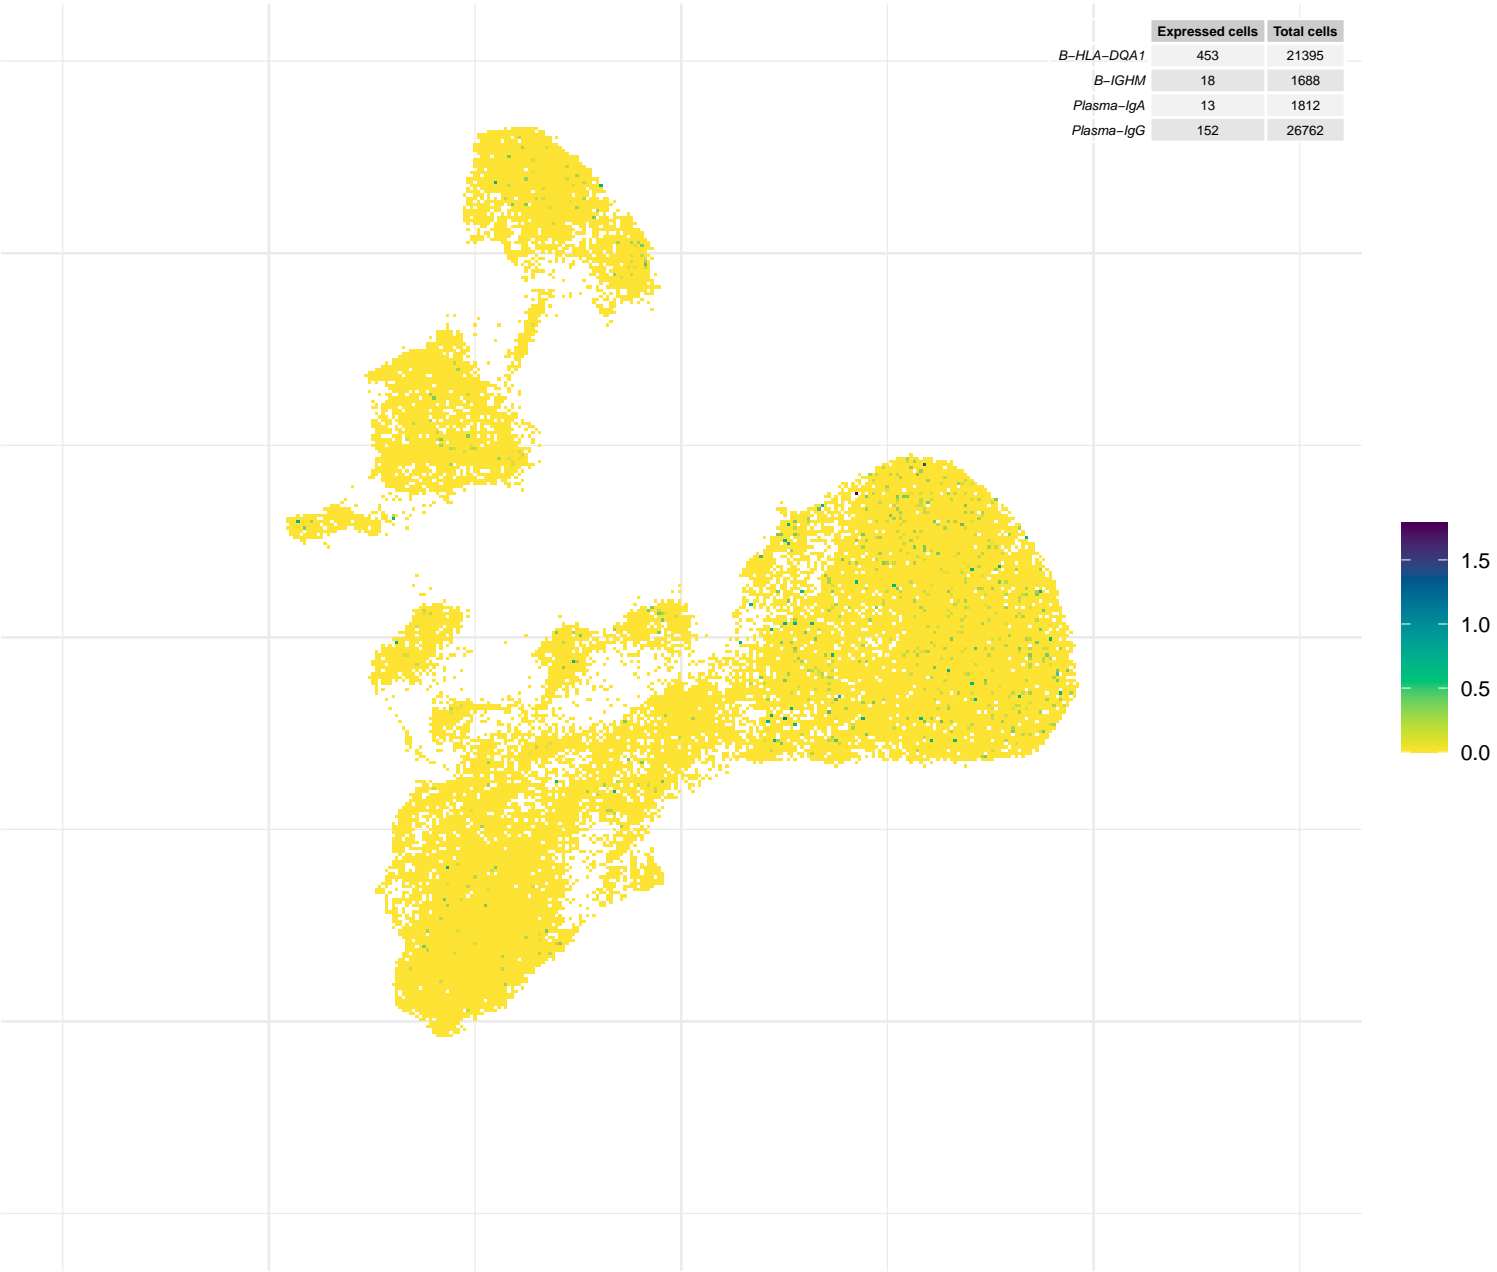 Expressed cells Total cells
B−HLA−DQA1 453 21395
B−IGHM 18 1688
Plasma−IgA 13 1812
Plasma−IgG 152 26762
1.5
1.0
0.5
0.0